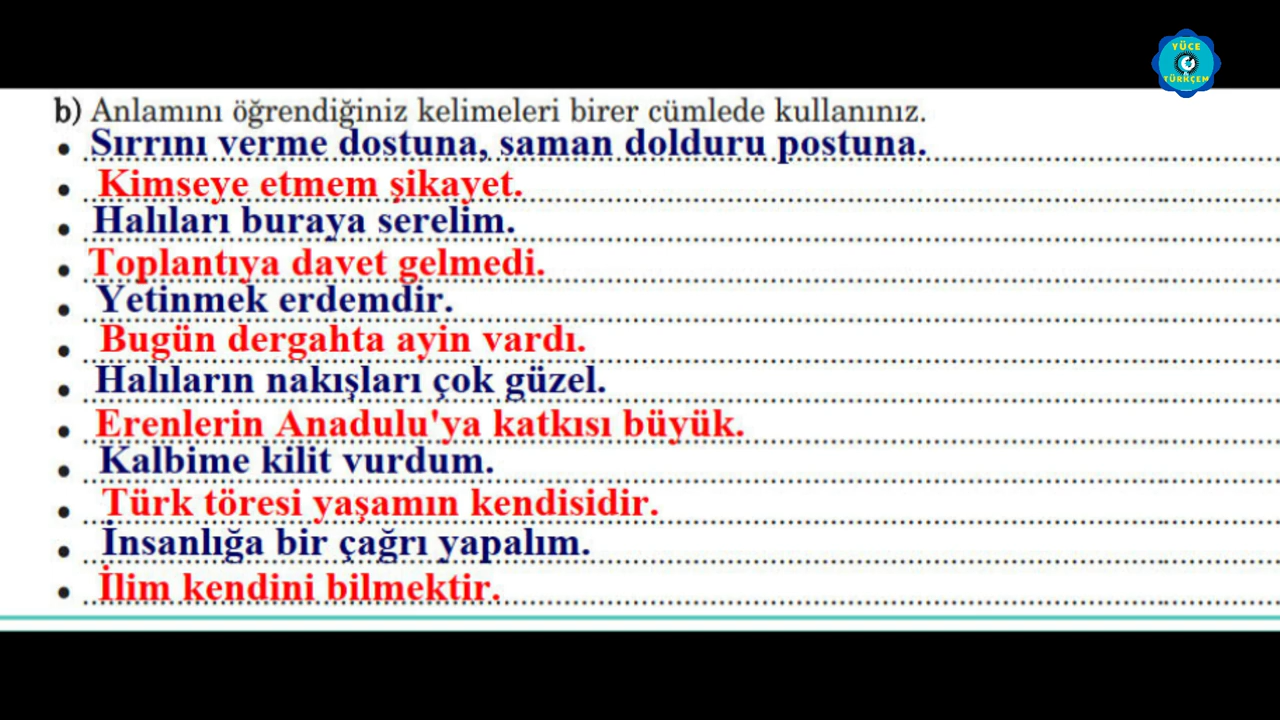 YÜCE
TÜRKÇEM
b) Anlamını öğrendiğiniz kelimeleri birer cümlede kullanınız.
• Sırrını verme dostuna, saman dolduru postuna.
• Kimseye etmem şikayet.
• Halıları buraya serelim.
• Toplantıya davet gelmedi.
• Yetinmek erdemdir.
• Bugün dergahta ayin vardı.
• Halıların nakışları çok güzel.
• Erenlerin Anadulu'ya katkısı büyük.
• Kalbime kilit vurdum.
• Türk töresi yaşamın kendisidir.
• İnsanlığa bir çağrı yapalım.
• İlim kendini bilmektir.